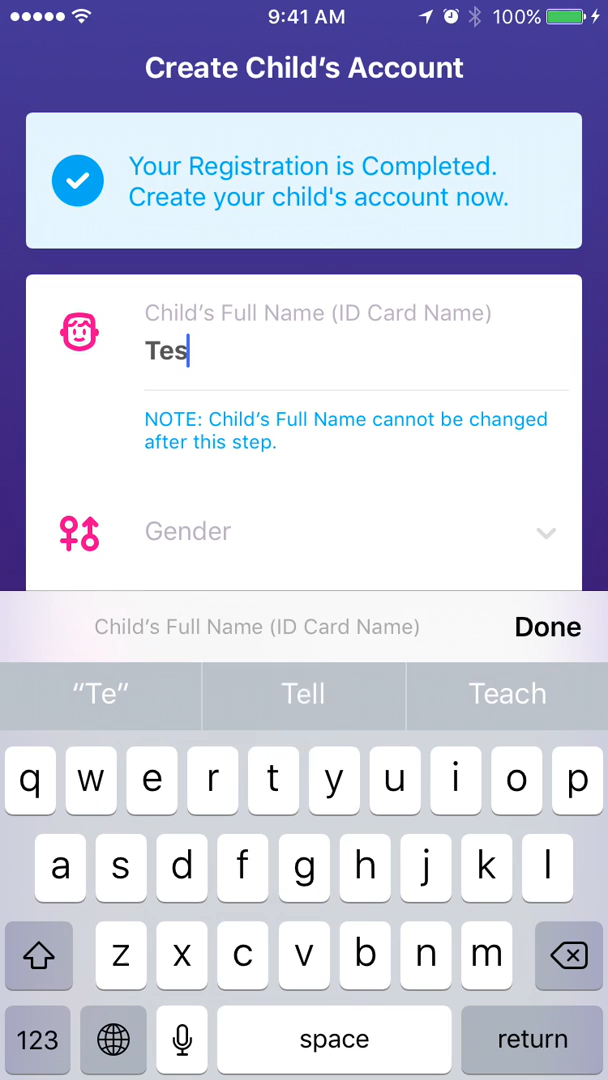 9:41 AM 100%
Create Child’s Account
Your Registration is Completed.
Create your child's account now.
Child’s Full Name (ID Card Name)
Tes
NOTE: Child’s Full Name cannot be changed
after this step.
Gender
Child’s Full Name (ID Card Name) Done
“Te” Tell Teach
q w e r t y u i o p
a s d f g h j k l
z x c v b n m
123 space return